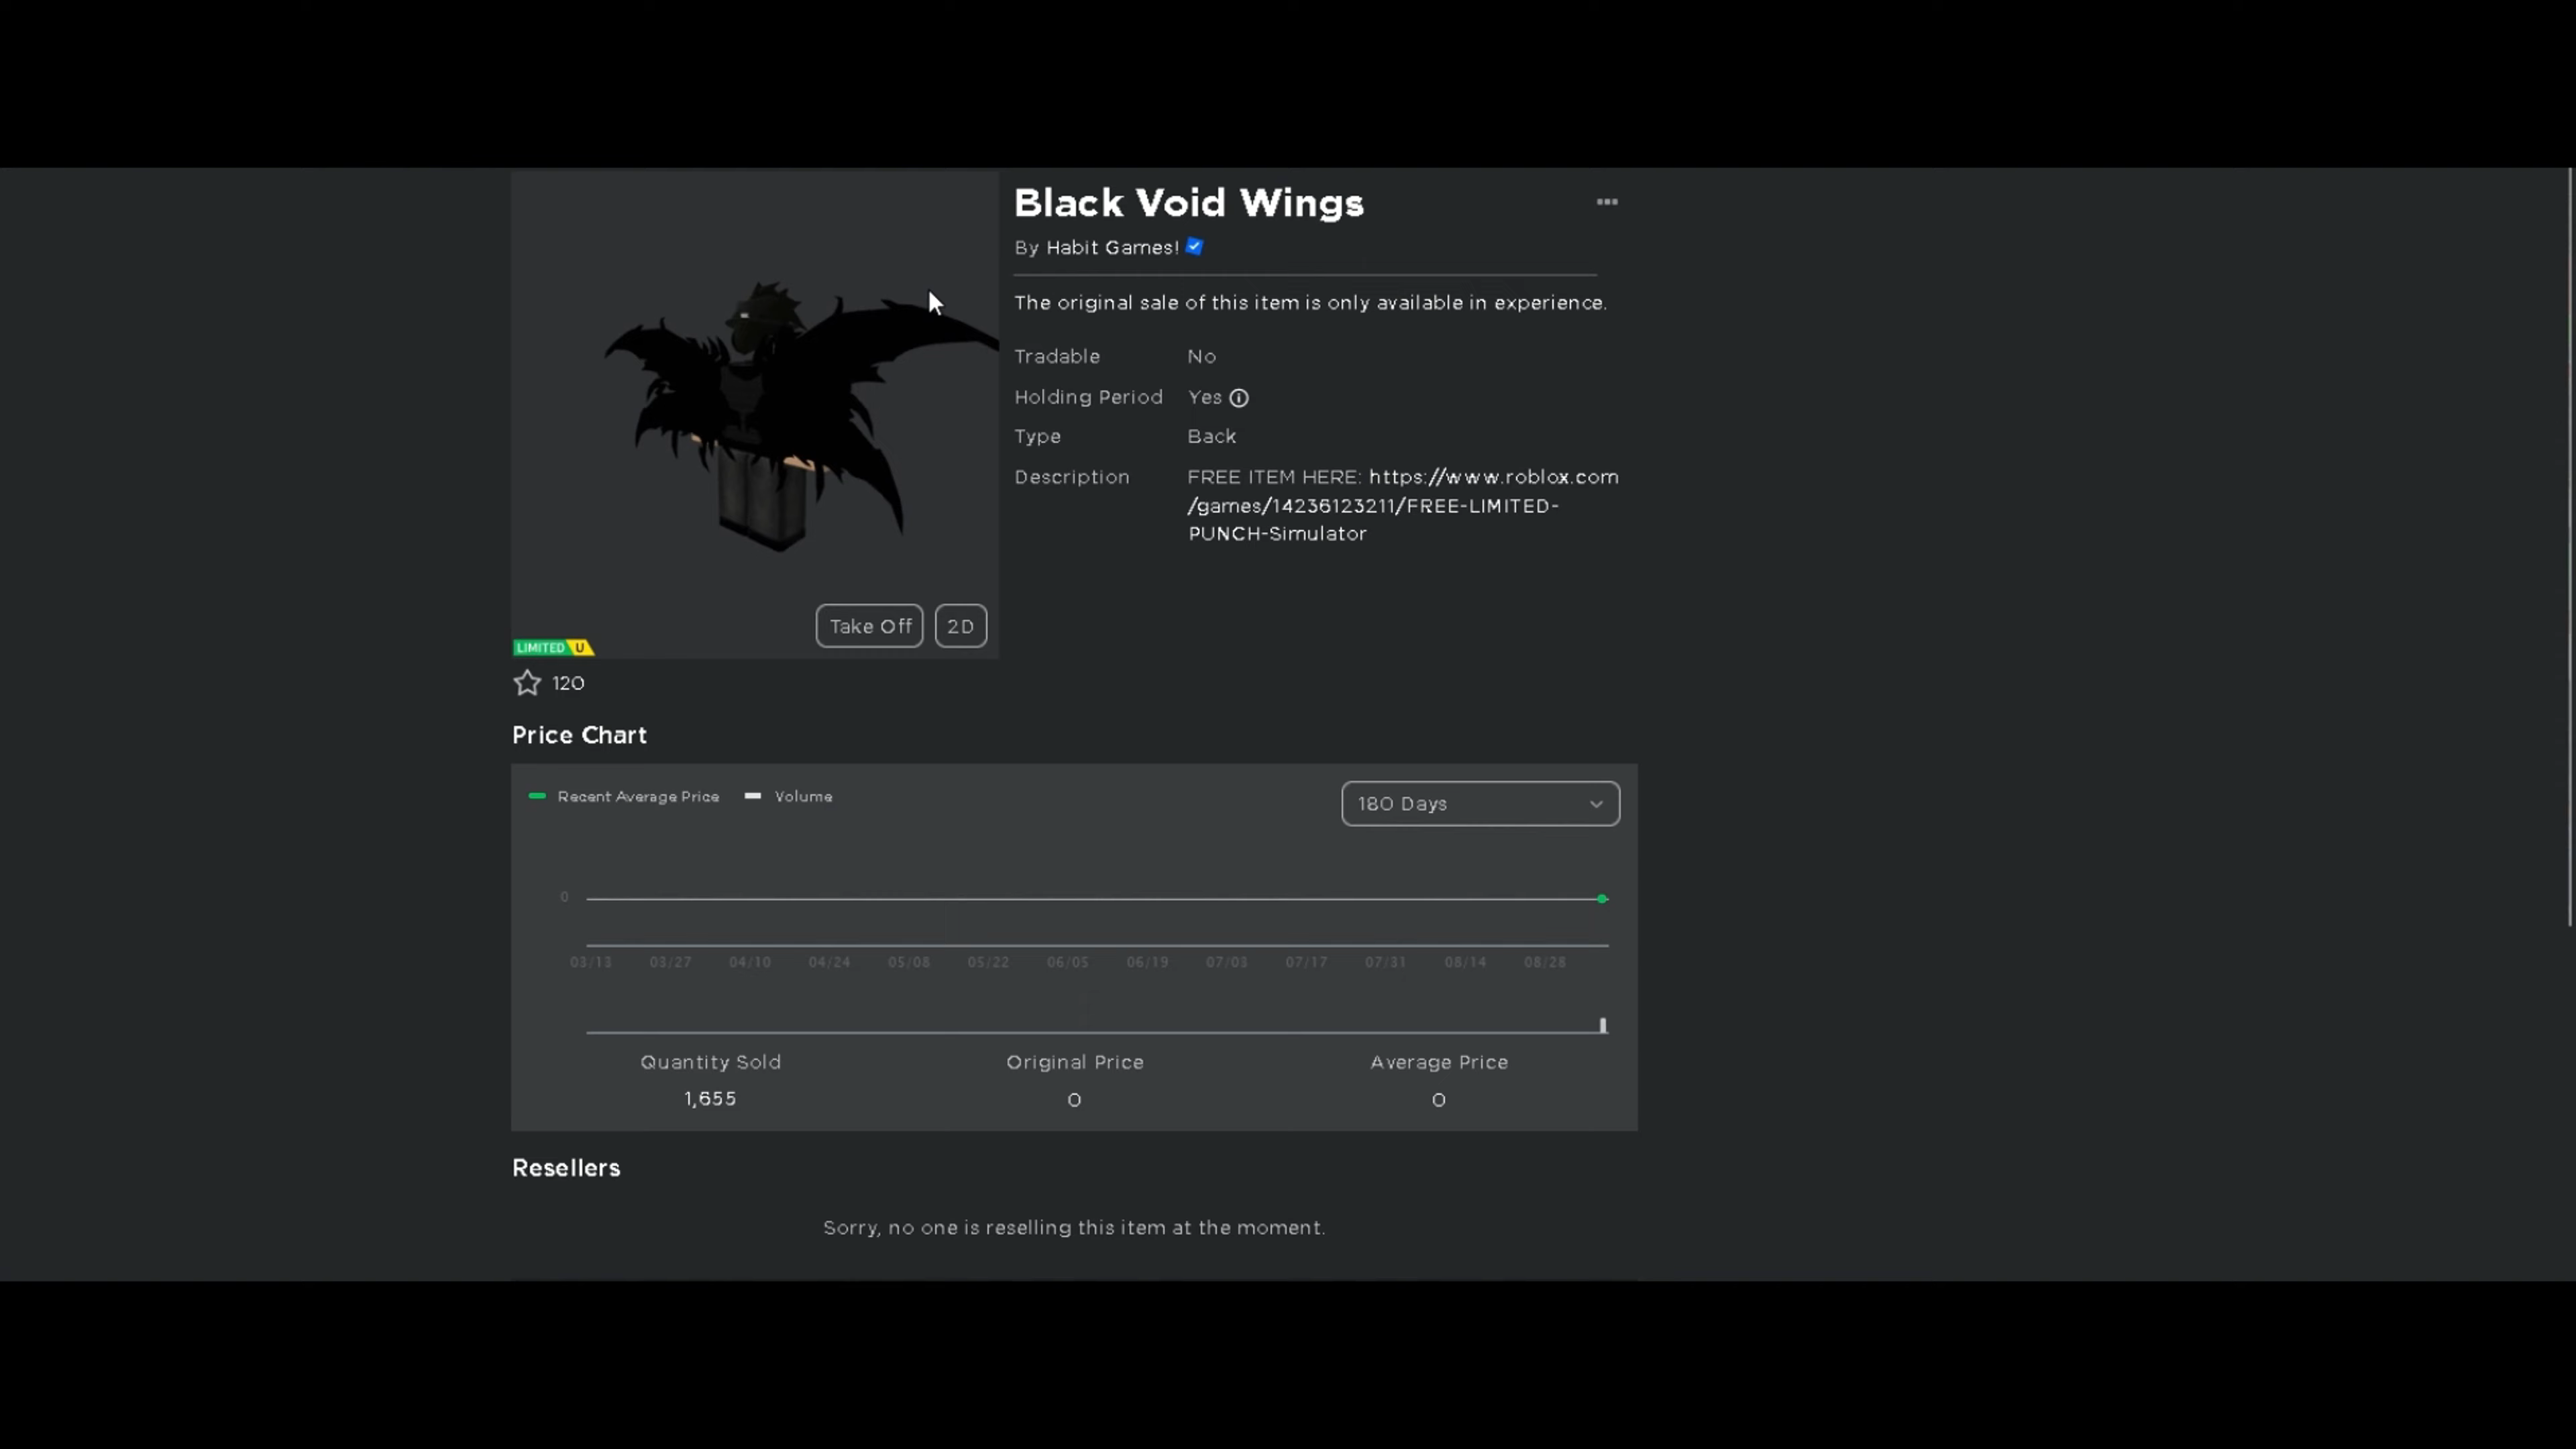 Black Void Wings
By Habit Games!
The original sale of this item is only available in experience.
Tradable No
Holding Period Yes
Type Back
Description FREE ITEM HERE: https://www.roblox.com
/games/14236123211/FREE-LIMITED-
PUNCH-Simulator
Take Off 2D
LIMITED U
120
Price Chart
Recent Average Price Volume 180 Days
0
03/13 03/27 04/10 04/24 05/08 05/22 06/05 06/19 07/03 07/17 07/31 08/14 08/28
Quantity Sold Original Price Average Price
1,655 0 0
Resellers
Sorry, no one is reselling this item at the moment.